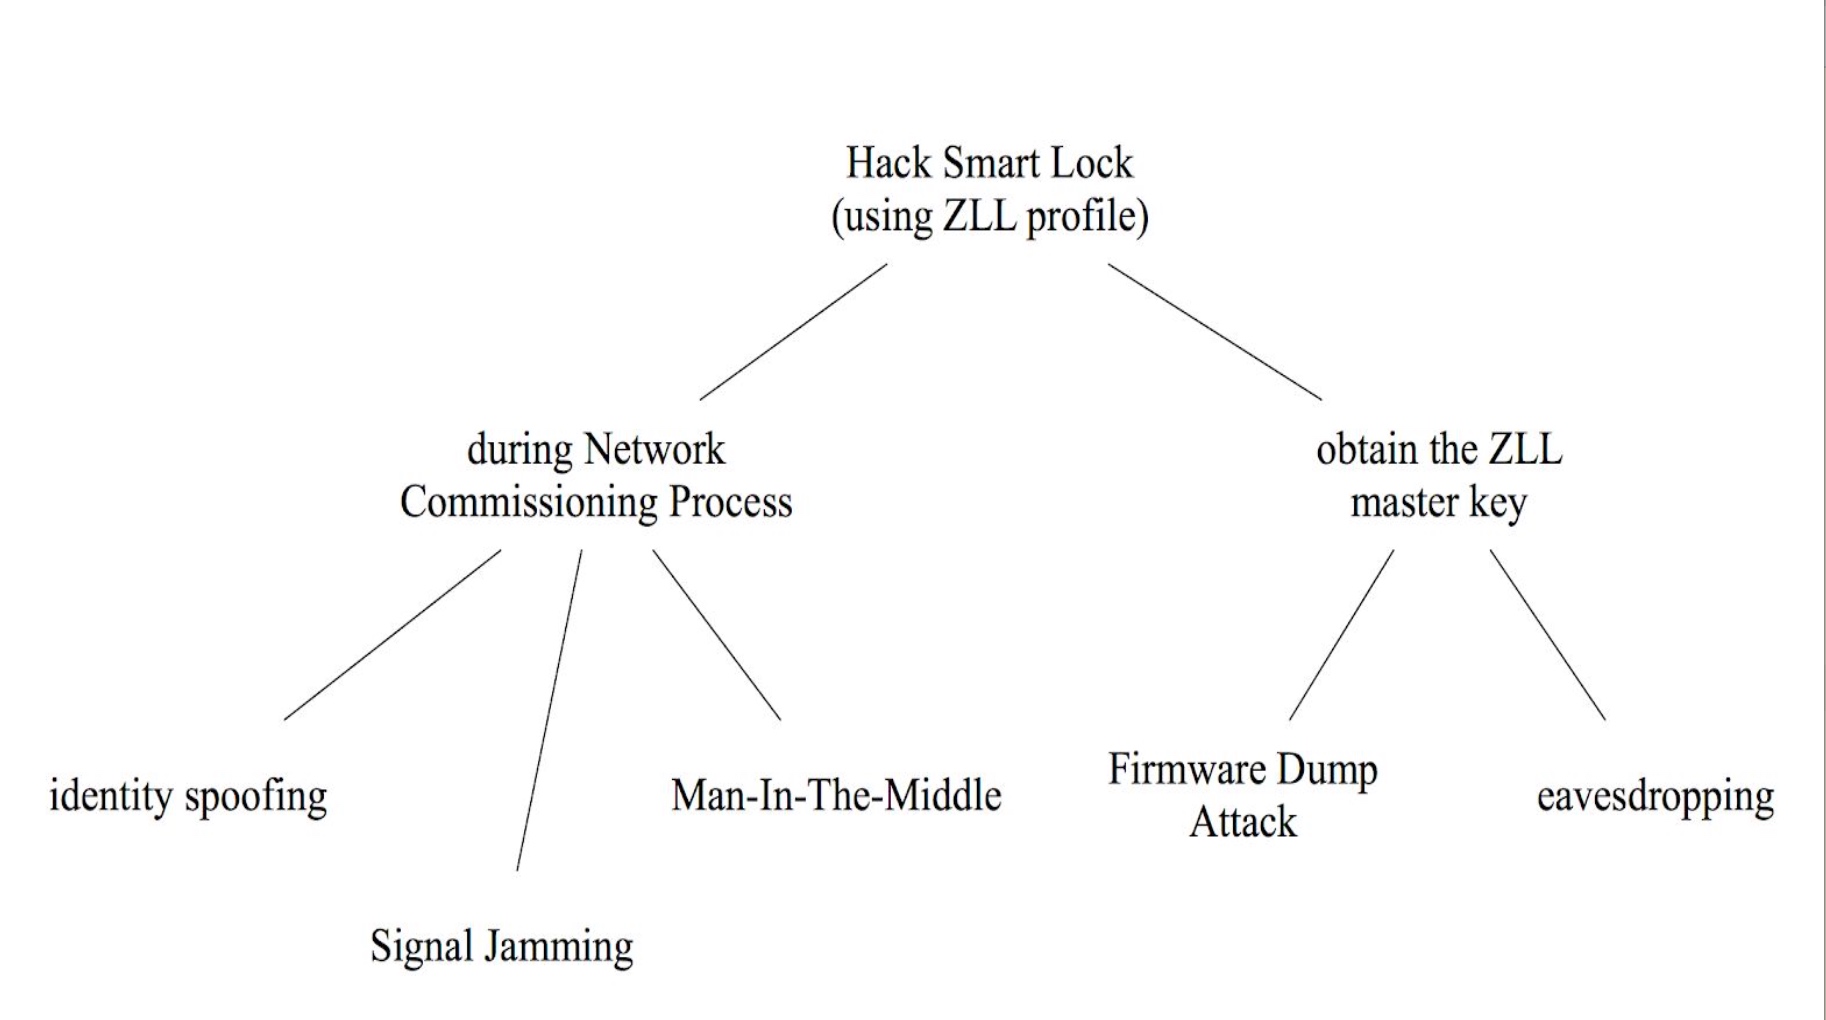 Hack Smart Lock
(using ZLL profile)
during Network
Commissioning Process
obtain the ZLL
master key
identity spoofing
Signal Jamming
Man-In-The-Middle
Firmware Dump
Attack
eavesdropping